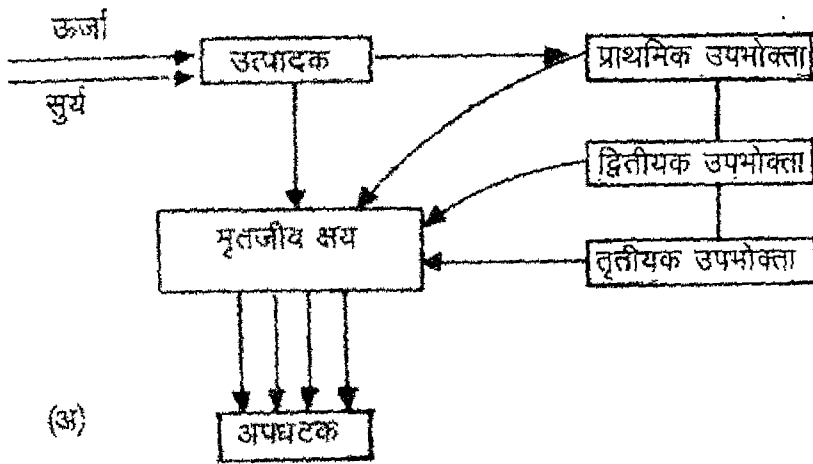 ऊर्जा
सुर्य
उत्पादक
प्राथमिक उपभोक्ता
द्वितीयक उपभोक्ता
मृतजीव क्षय
तृतीयक उपभोक्ता
(अ)
अपघटक